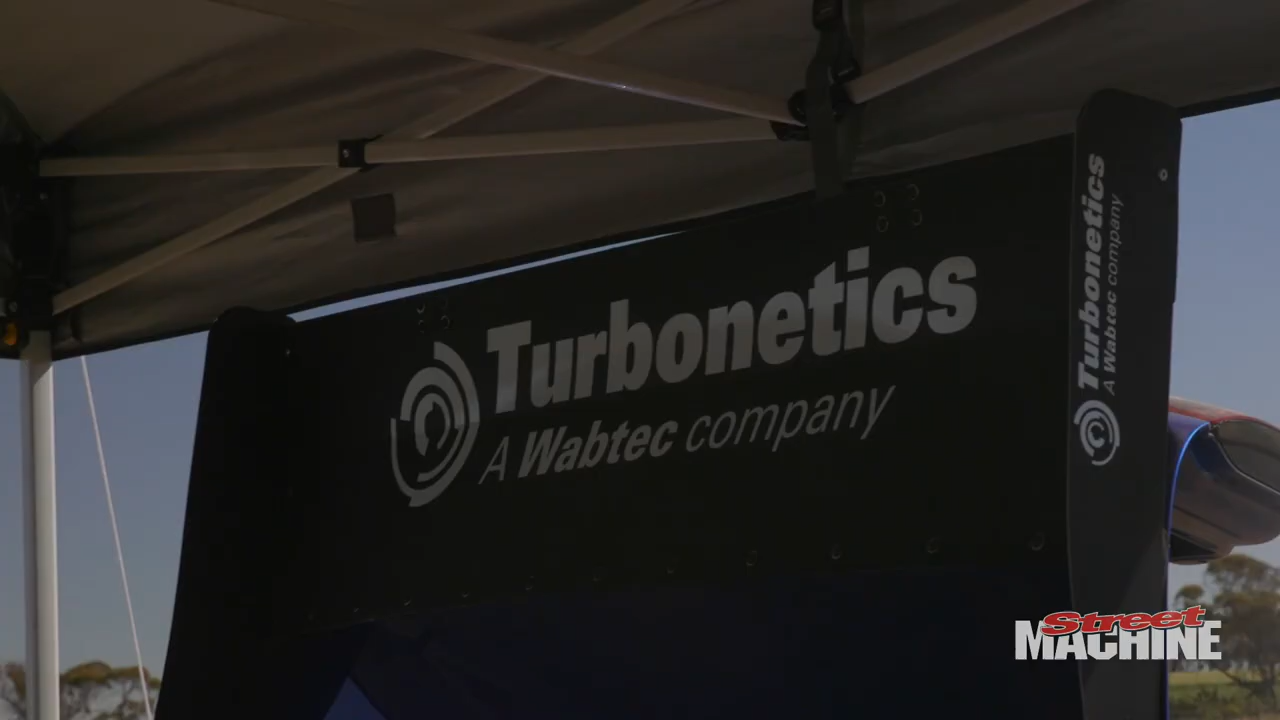 Turbonetics
A Wabtec company
Turbonetics
A Wabtec company
Street
MACHINE